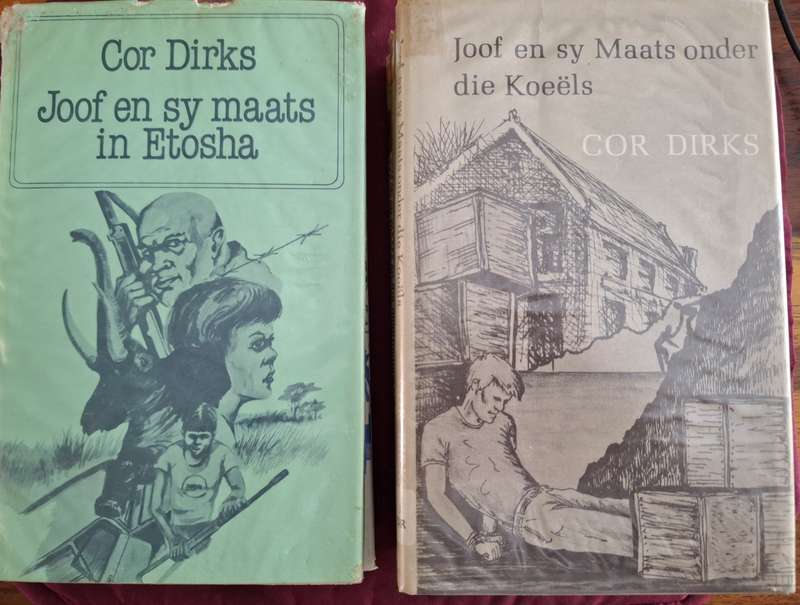 Cor Dirks
Joof en sy maats
in Etosha
Joof en sy Maats onder
die Koeëls
COR DIRKS